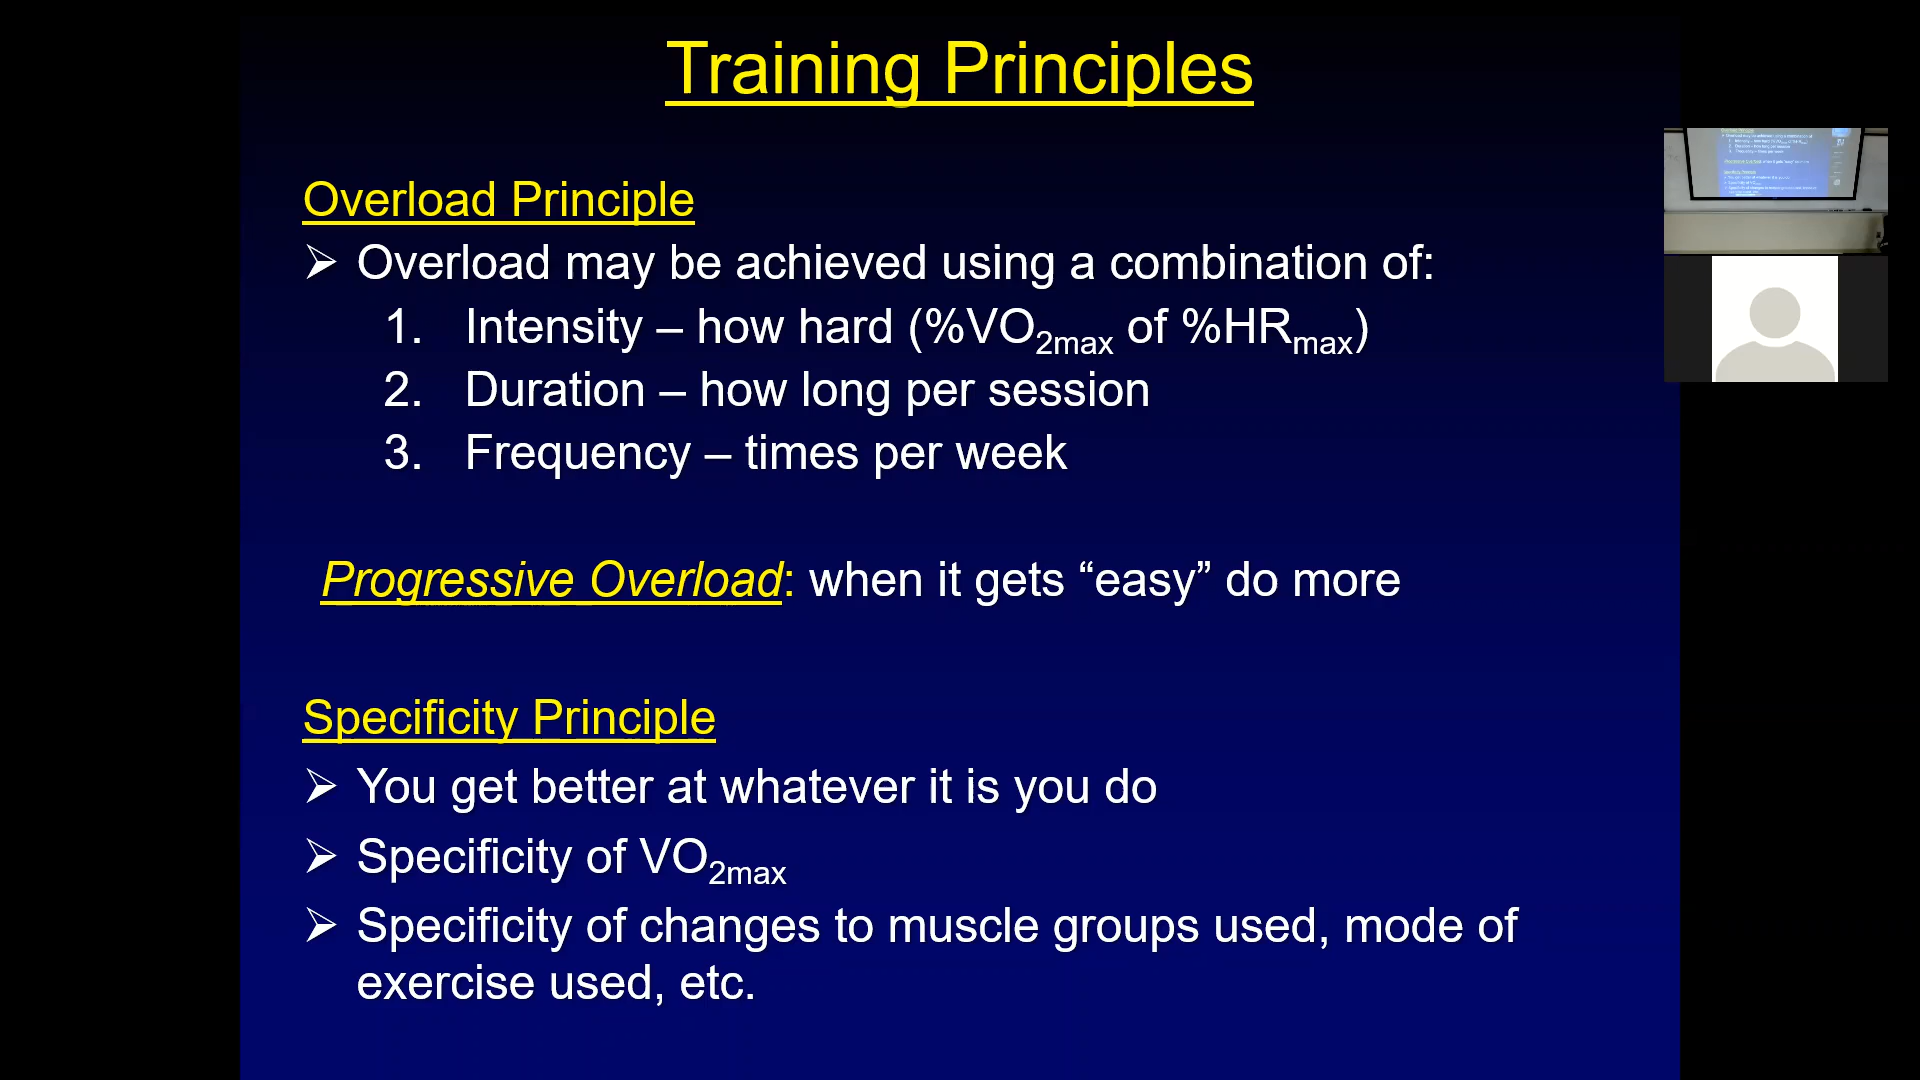 Training Principles
Overload Principle
➢ Overload may be achieved using a combination of:
1. Intensity – how hard (%VO2max of %HRmax)
2. Duration – how long per session
3. Frequency – times per week
Progressive Overload: when it gets “easy” do more
Specificity Principle
➢ You get better at whatever it is you do
➢ Specificity of VO2max
➢ Specificity of changes to muscle groups used, mode of
exercise used, etc.